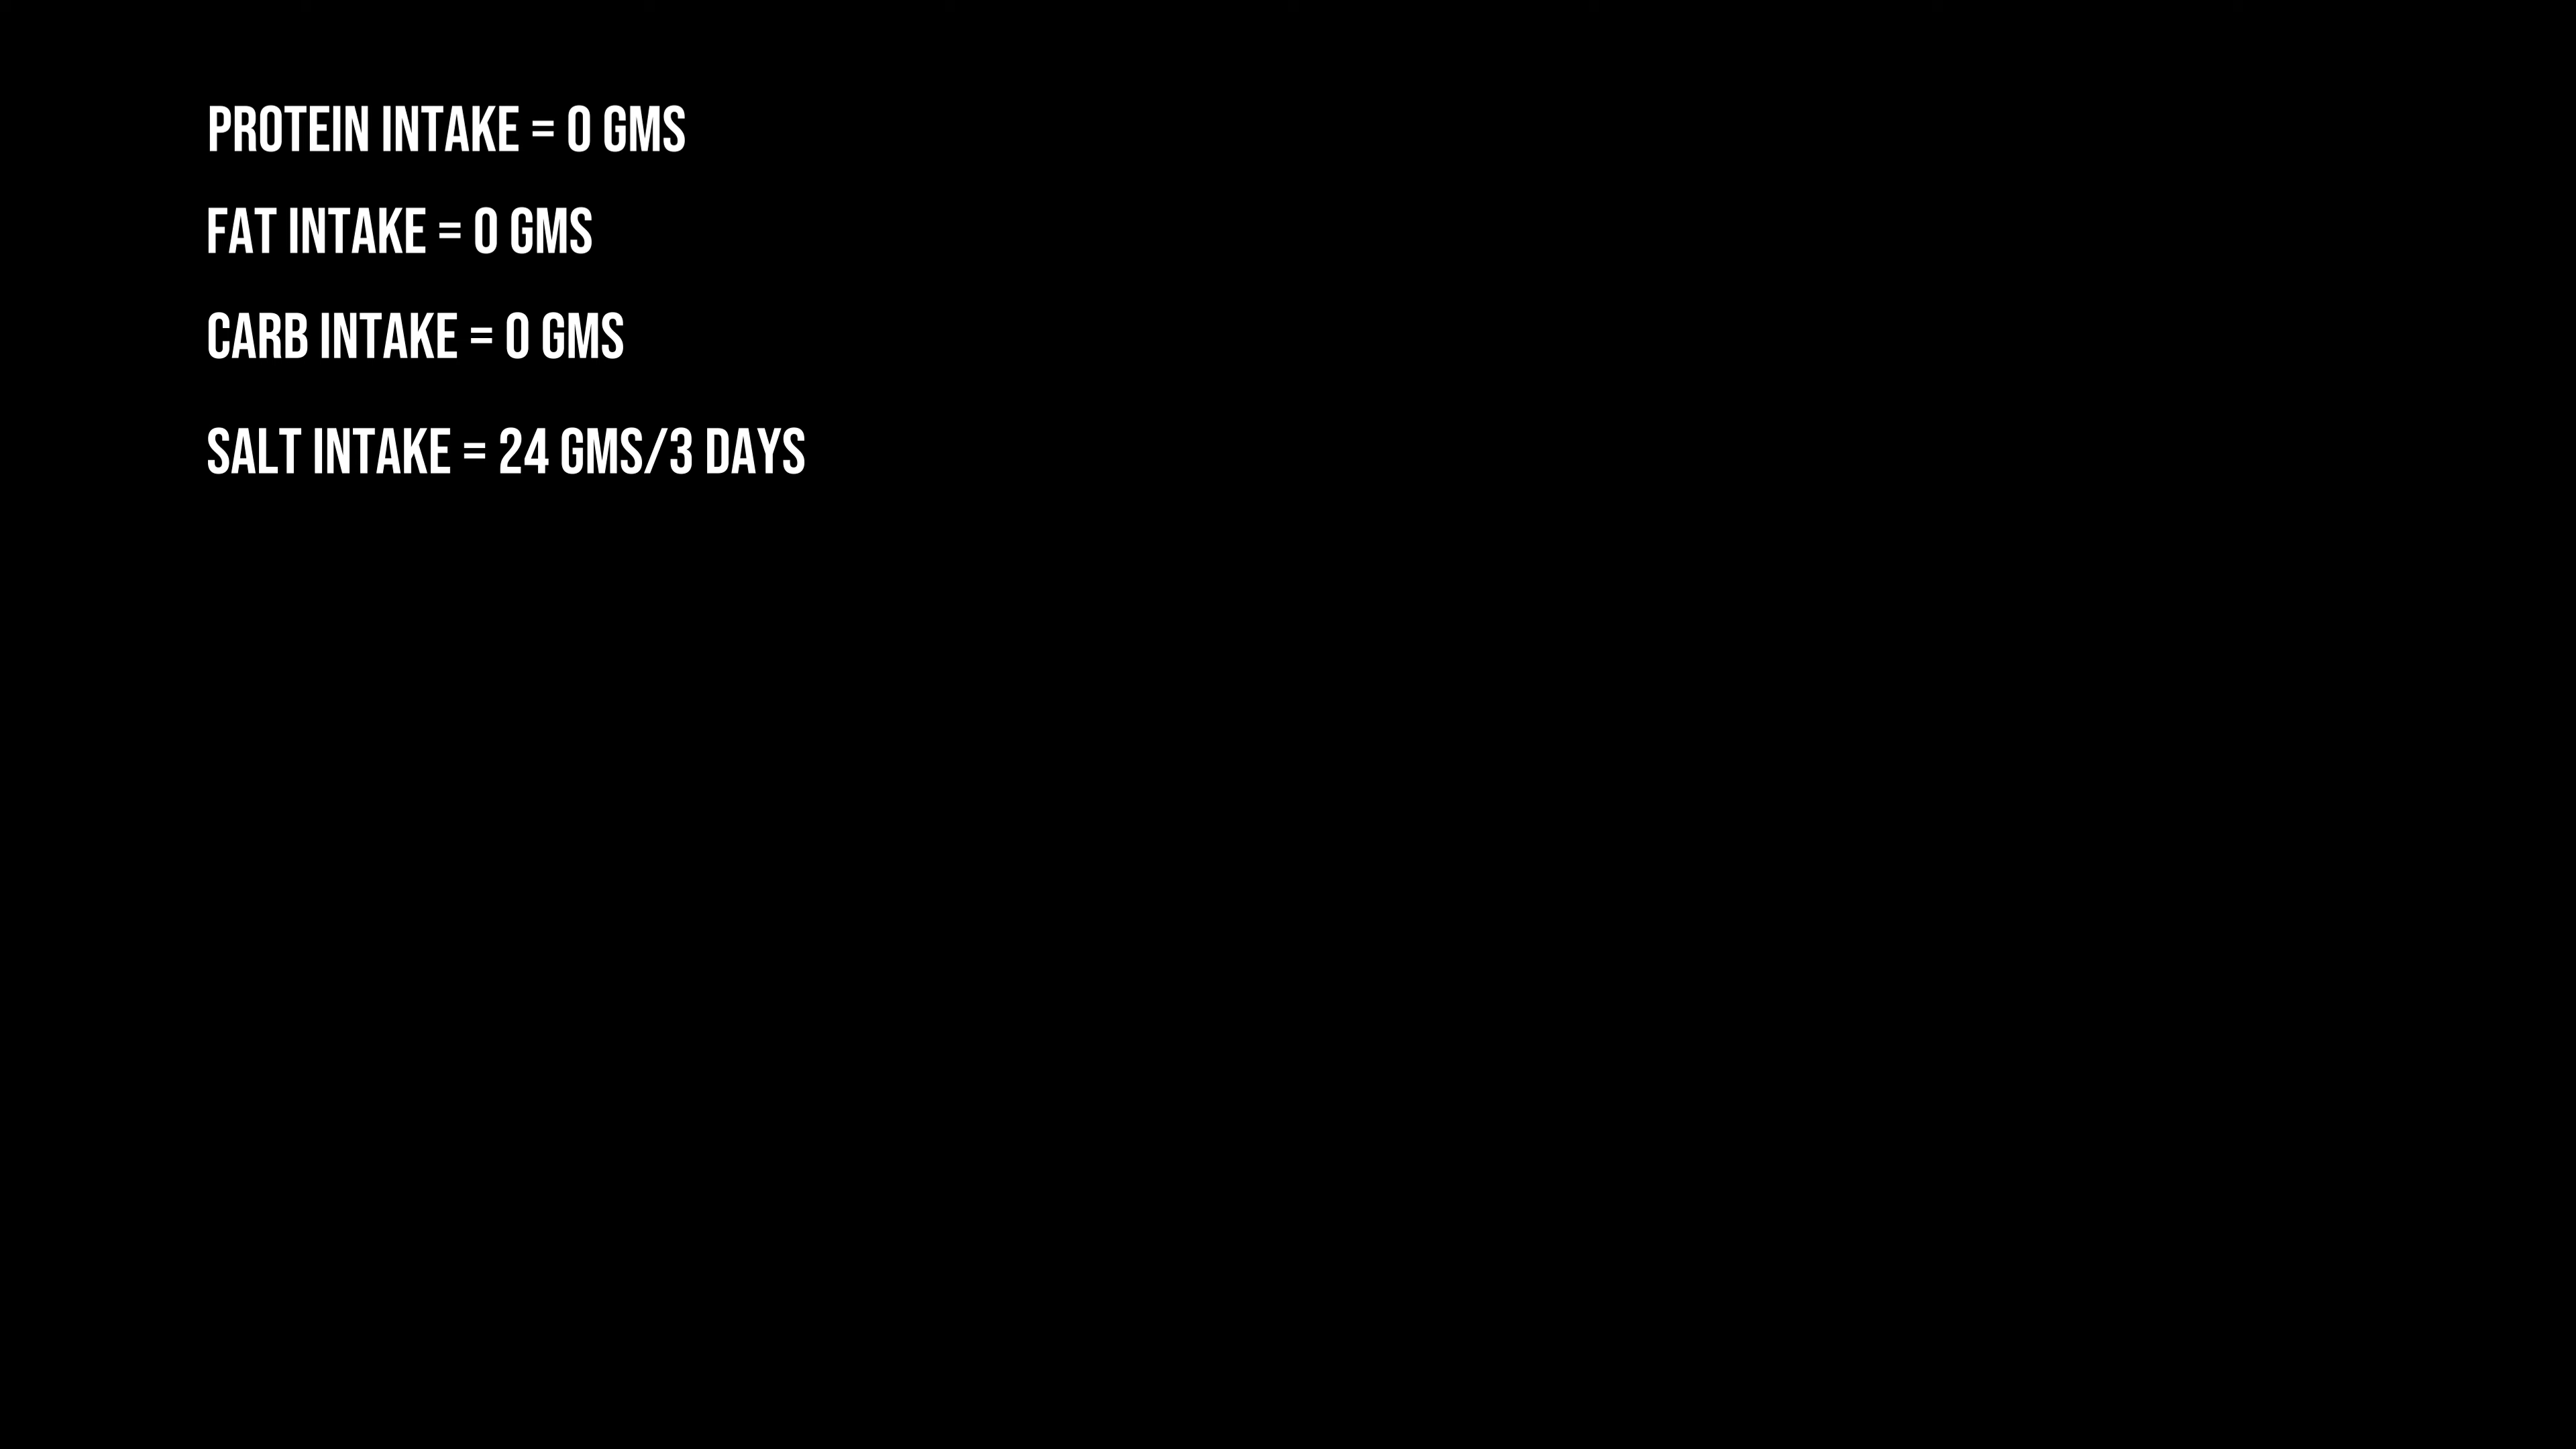 PROTEIN INTAKE = 0 GMS
FAT INTAKE = 0 GMS
CARB INTAKE = 0 GMS
SALT INTAKE = 24 GMS/3 DAYS